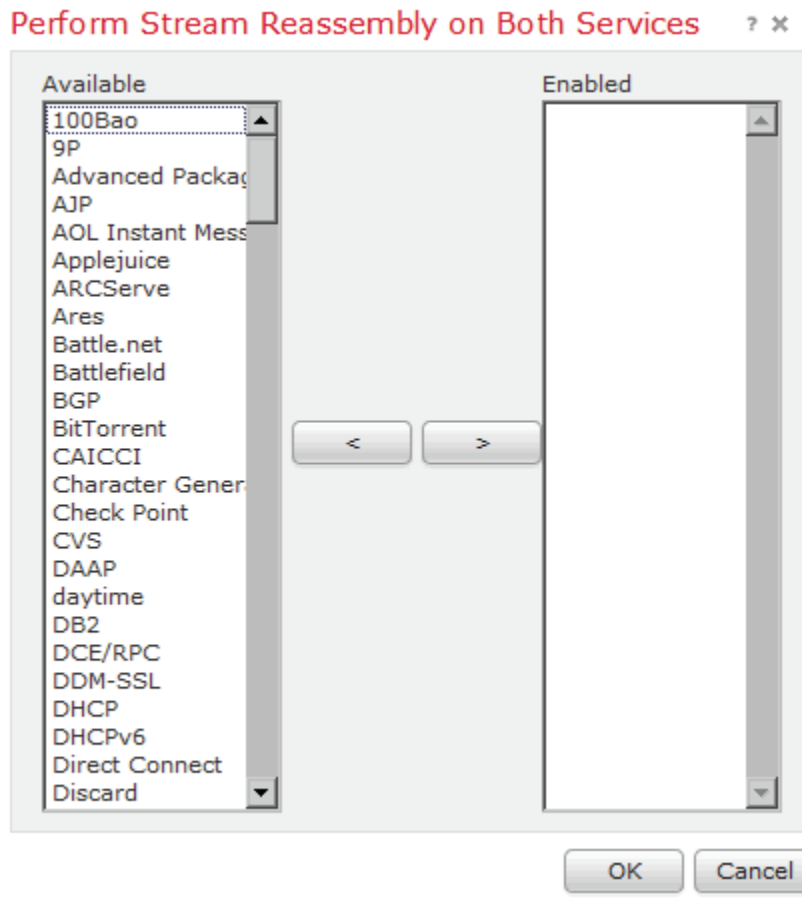 Perform Stream Reassembly on Both Services ? ×
Available
Enabled
100Bao
9P
Advanced Packag
AJP
AOL Instant Mess
Applejuice
ARCServe
Ares
Battle.net
Battlefield
BGP
BitTorrent
CAICCI
Character Gener
Check Point
CVS
DAAP
daytime
DB2
DCE/RPC
DDM-SSL
DHCP
DHCPv6
Direct Connect
Discard
< >
OK Cancel